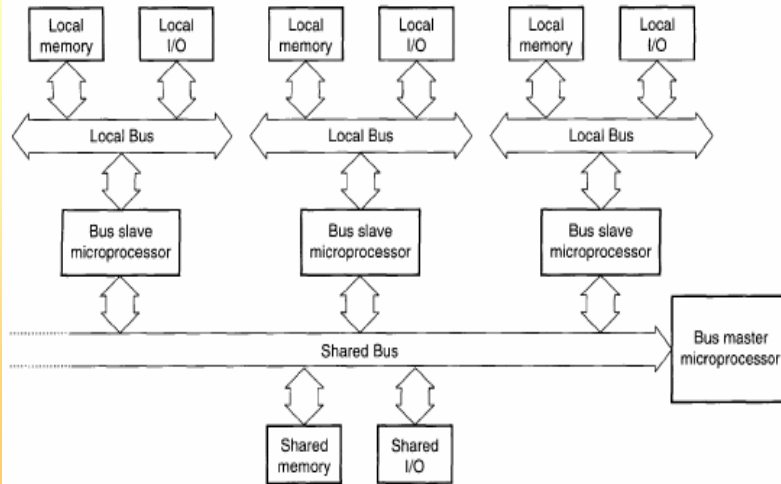 Local
memory
Local
I/O
Local
memory
Local
I/O
Local
memory
Local
I/O
Local Bus
Local Bus
Local Bus
Bus slave
microprocessor
Bus slave
microprocessor
Bus slave
microprocessor
Shared Bus
Bus master
microprocessor
Shared
memory
Shared
I/O